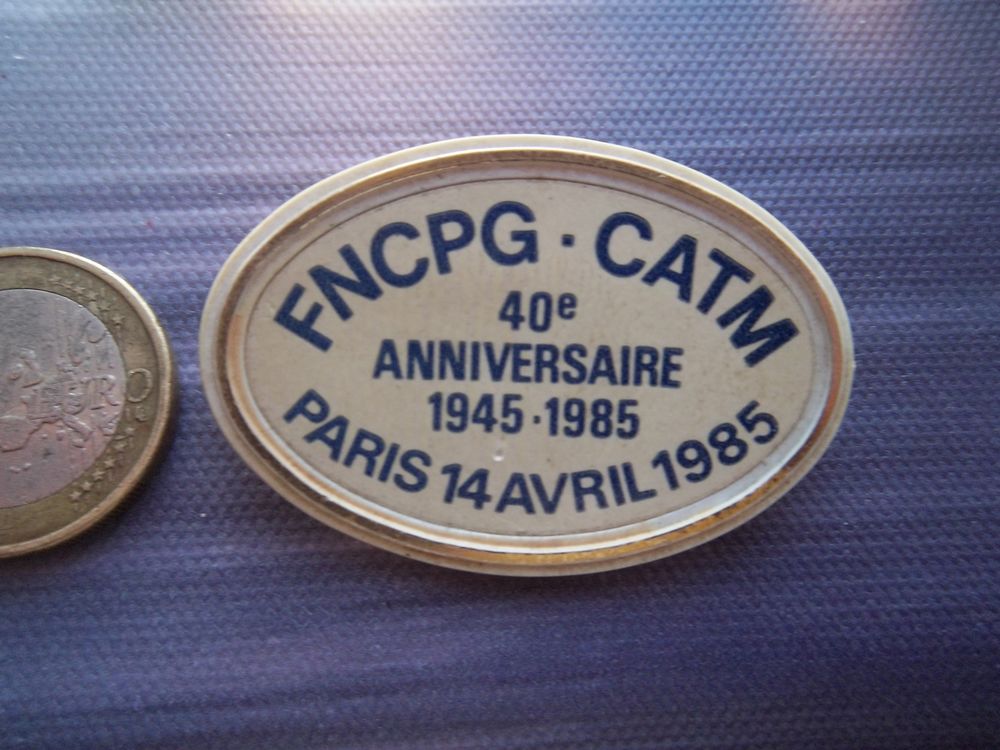 FNCPG · CATM
40e
ANNIVERSAIRE
1945 · 1985
PARIS 14 AVRIL 1985